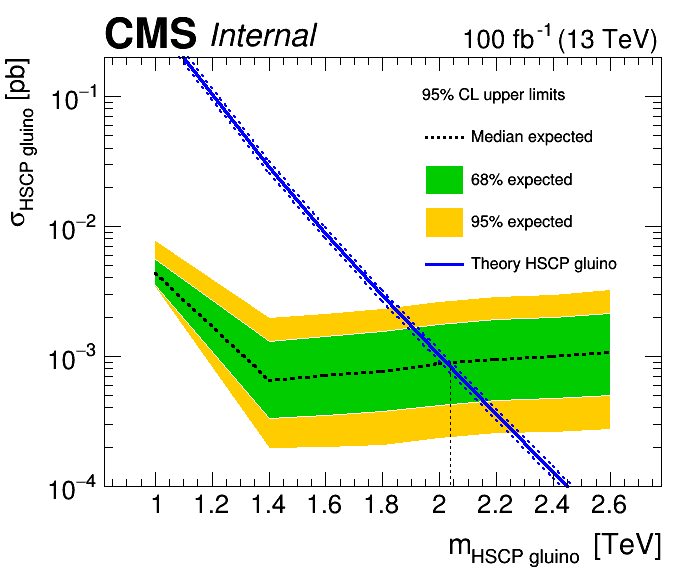 CMS Internal 100 fb⁻¹ (13 TeV)
σHSCP gluino [pb]
95% CL upper limits
Median expected
68% expected
95% expected
Theory HSCP gluino
10⁻¹
10⁻²
10⁻³
10⁻⁴
1 1.2 1.4 1.6 1.8 2 2.2 2.4 2.6
mHSCP gluino [TeV]